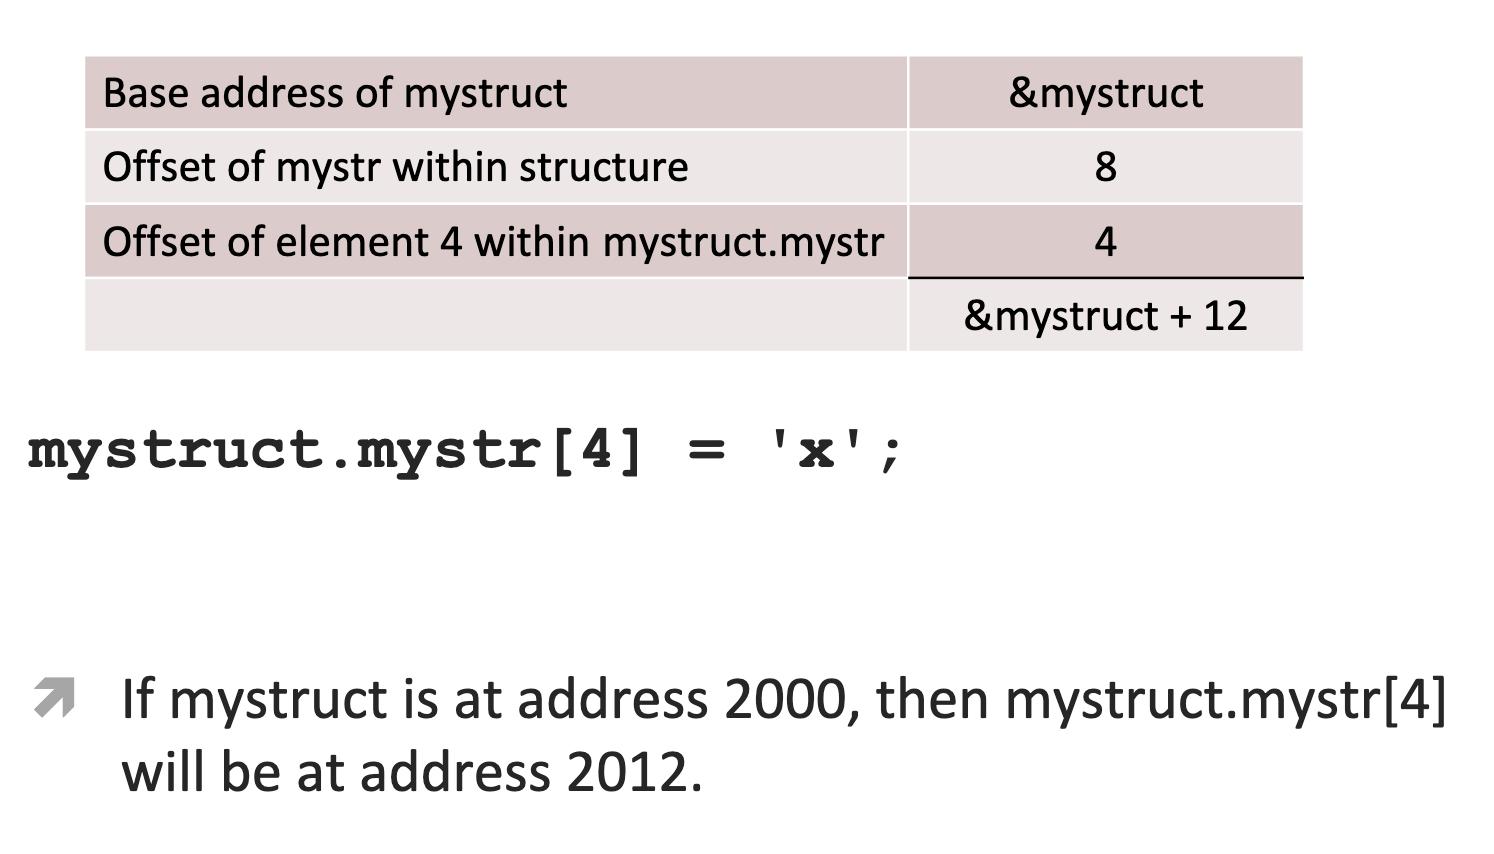 Base address of mystruct &mystruct
Offset of mystr within structure 8
Offset of element 4 within mystruct.mystr 4
&mystruct + 12
mystruct.mystr[4] = 'x';
If mystruct is at address 2000, then mystruct.mystr[4]
will be at address 2012.